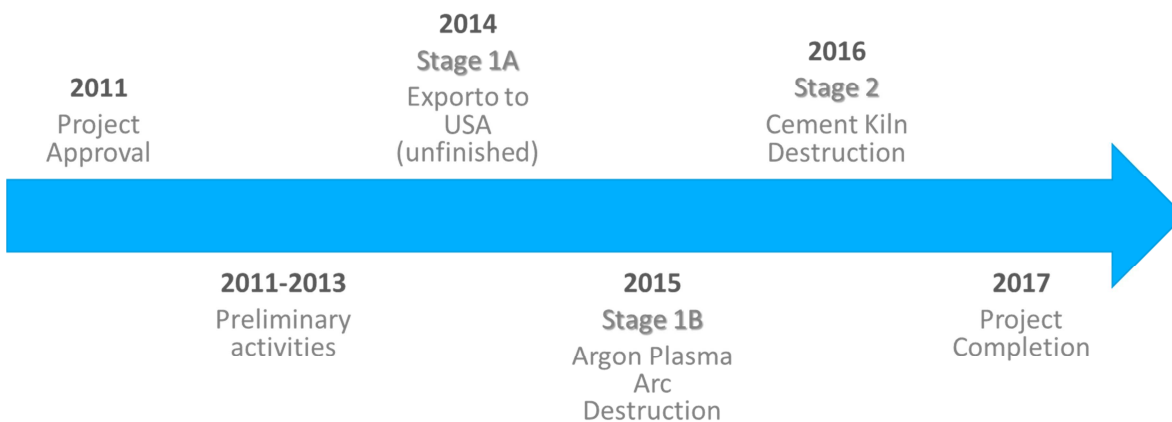 2011
Project
Approval
2011-2013
Preliminary
activities
2014
Stage 1A
Exporto to
USA
(unfinished)
2015
Stage 1B
Argon Plasma
Arc
Destruction
2016
Stage 2
Cement Kiln
Destruction
2017
Project
Completion